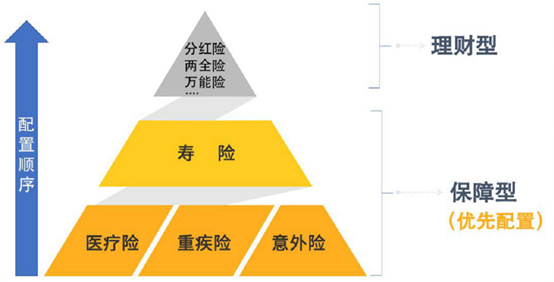 分红险
两全险
万能险
....
理财型
配置顺序
寿 险
保障型
(优先配置)
医疗险 重疾险 意外险